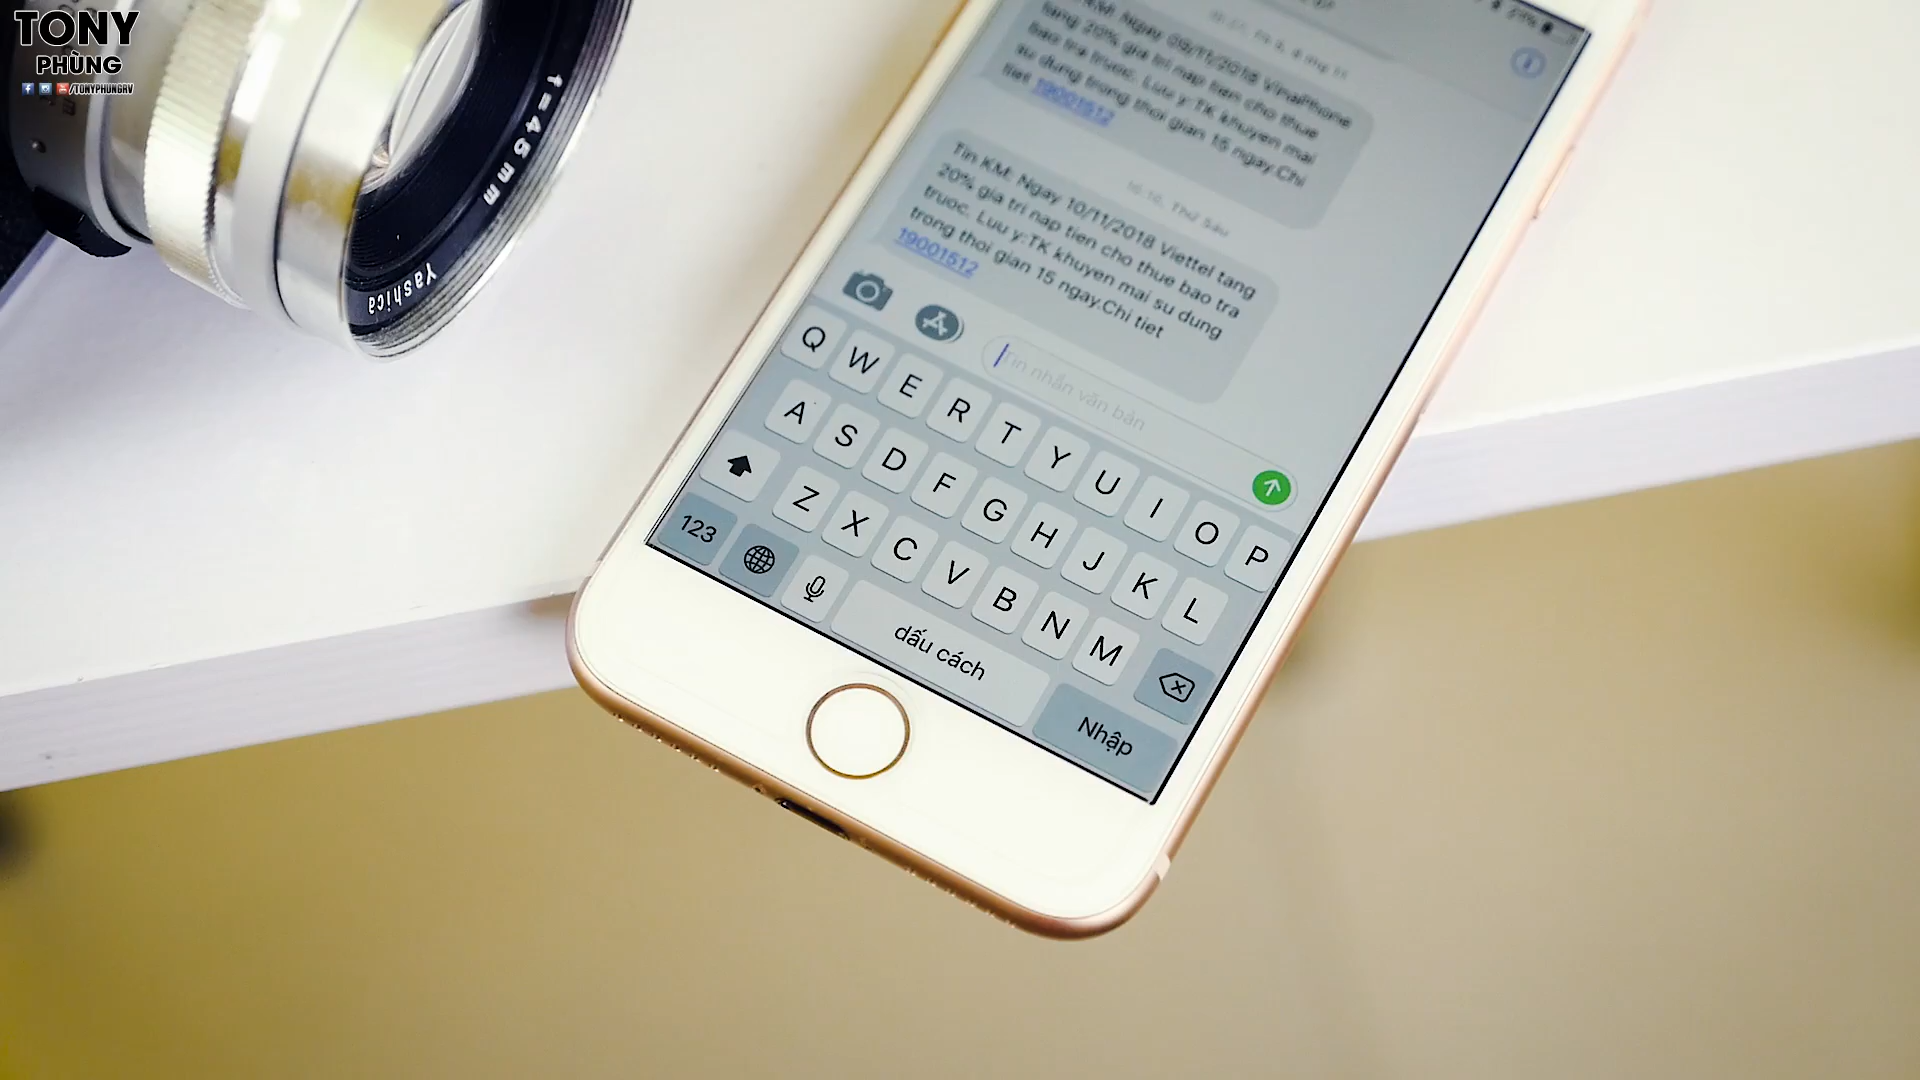 TONY
PHÙNG
/TONYPHUNGRV
f=45mm
Yashica
KM: Ngay 09/11/2018 VinaPhone
tang 20% gia tri nap tien cho thue
bao tra truoc. Luu y:TK khuyen mai
su dung trong thoi gian 15 ngay.Chi
tiet 19001512
16:16, Thứ Sáu
Tin KM: Ngay 10/11/2018 Viettel tang
20% gia tri nap tien cho thue bao tra
truoc. Luu y:TK khuyen mai su dung
trong thoi gian 15 ngay.Chi tiet
19001512
Tin nhắn văn bản
Q W E R T Y U I O P
A S D F G H J K L
Z X C V B N M
123 dấu cách Nhập